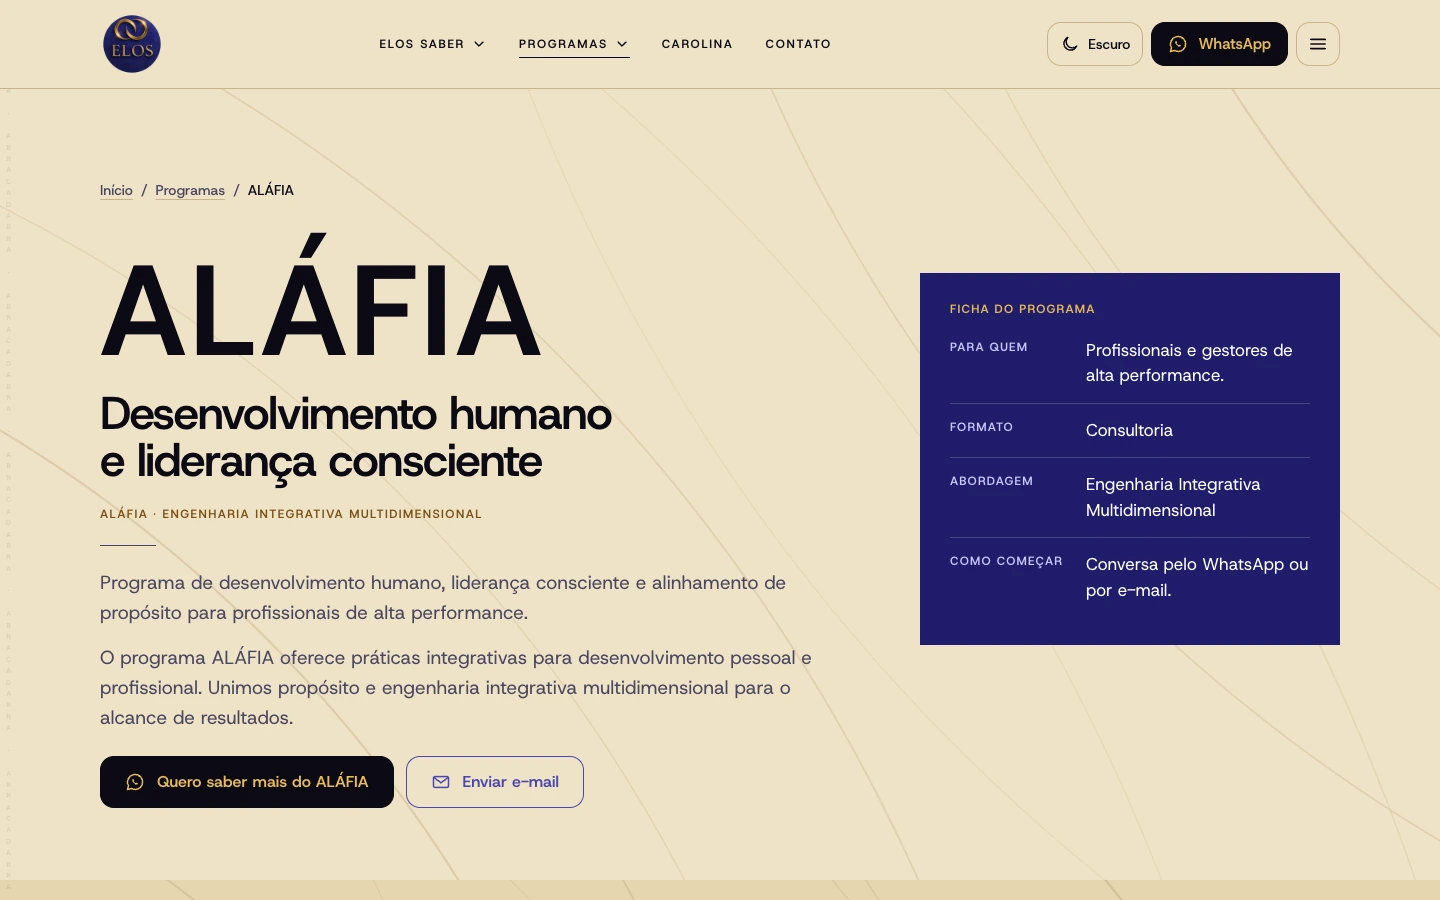 ELOS
ELOS SABER
PROGRAMAS
CAROLINA
CONTATO
Escuro
WhatsApp
Início / Programas / ALÁFIA
ALÁFIA
Desenvolvimento humano
e liderança consciente
ALÁFIA · ENGENHARIA INTEGRATIVA MULTIDIMENSIONAL
Programa de desenvolvimento humano, liderança consciente e alinhamento de
propósito para profissionais de alta performance.
O programa ALÁFIA oferece práticas integrativas para desenvolvimento pessoal e
profissional. Unimos propósito e engenharia integrativa multidimensional para o
alcance de resultados.
Quero saber mais do ALÁFIA
Enviar e-mail
FICHA DO PROGRAMA
PARA QUEM
Profissionais e gestores de
alta performance.
FORMATO
Consultoria
ABORDAGEM
Engenharia Integrativa
Multidimensional
COMO COMEÇAR
Conversa pelo WhatsApp ou
por e-mail.